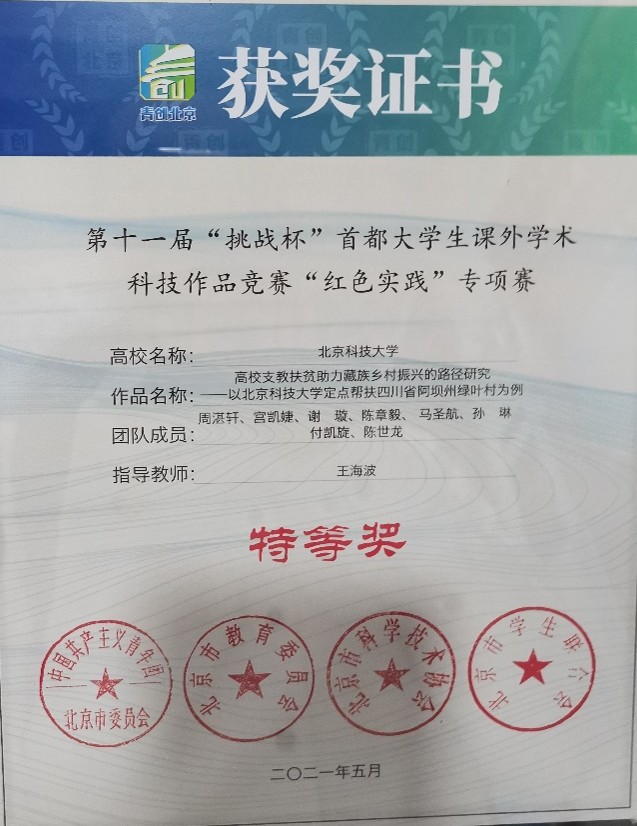 青创北京
获奖证书
第十一届“挑战杯”首都大学生课外学术
科技作品竞赛“红色实践”专项赛
高校名称： 北京科技大学
作品名称： 高校支教扶贫助力藏族乡村振兴的路径研究
——以北京科技大学定点帮扶四川省阿坝州绿叶村为例
团队成员： 周湛轩、宫凯婕、谢　璇、陈章毅、马圣航、孙　琳
付凯旋、陈世龙
指导教师： 王海波
特等奖
中国共产主义青年团
北京市委员会
北京市教育委员会
北京市科学技术协会
北京市学生联合会
二〇二一年五月